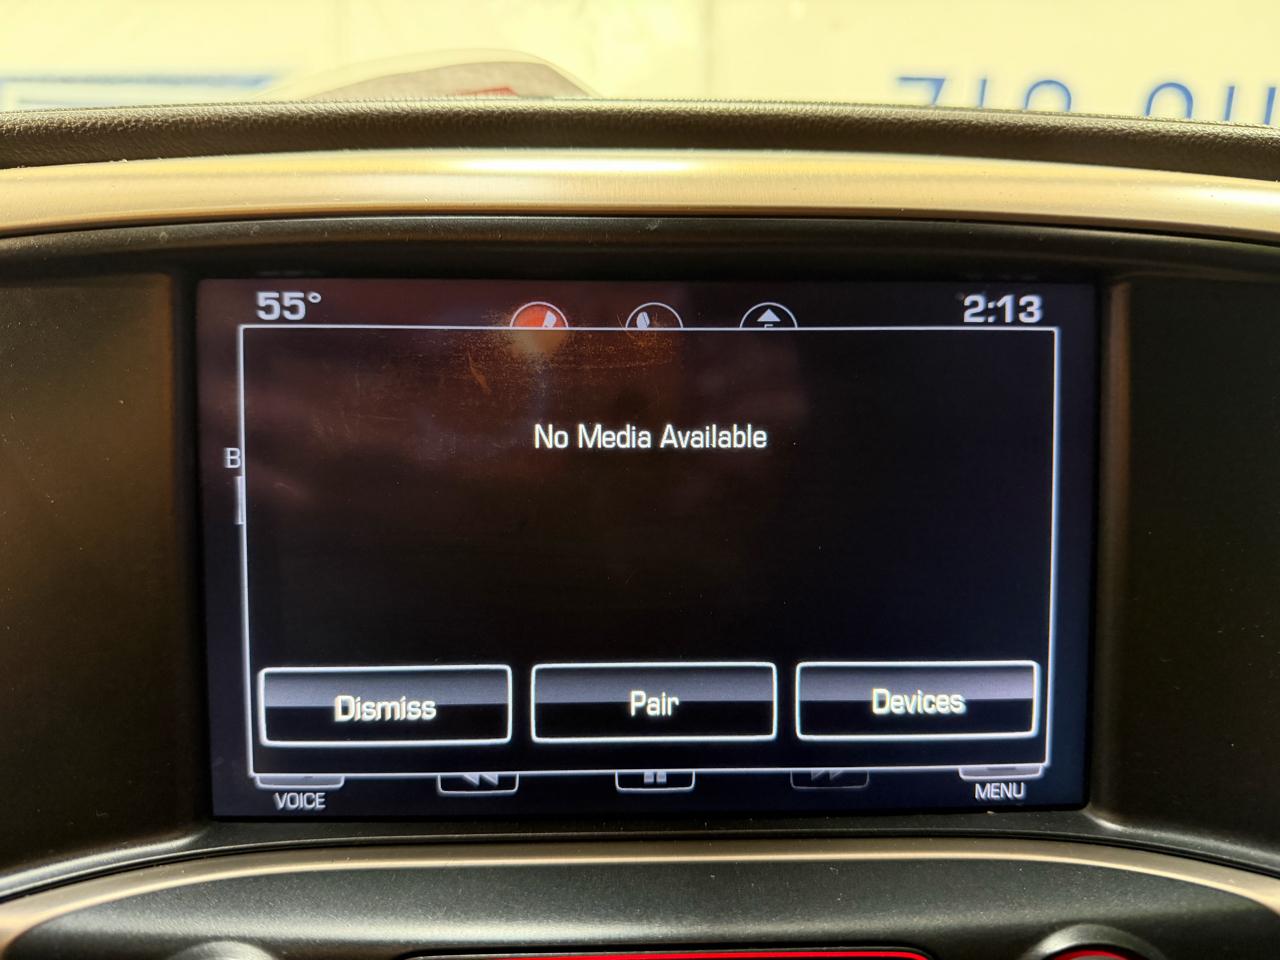 55°
2:13
No Media Available
Dismiss
Pair
Devices
VOICE
MENU